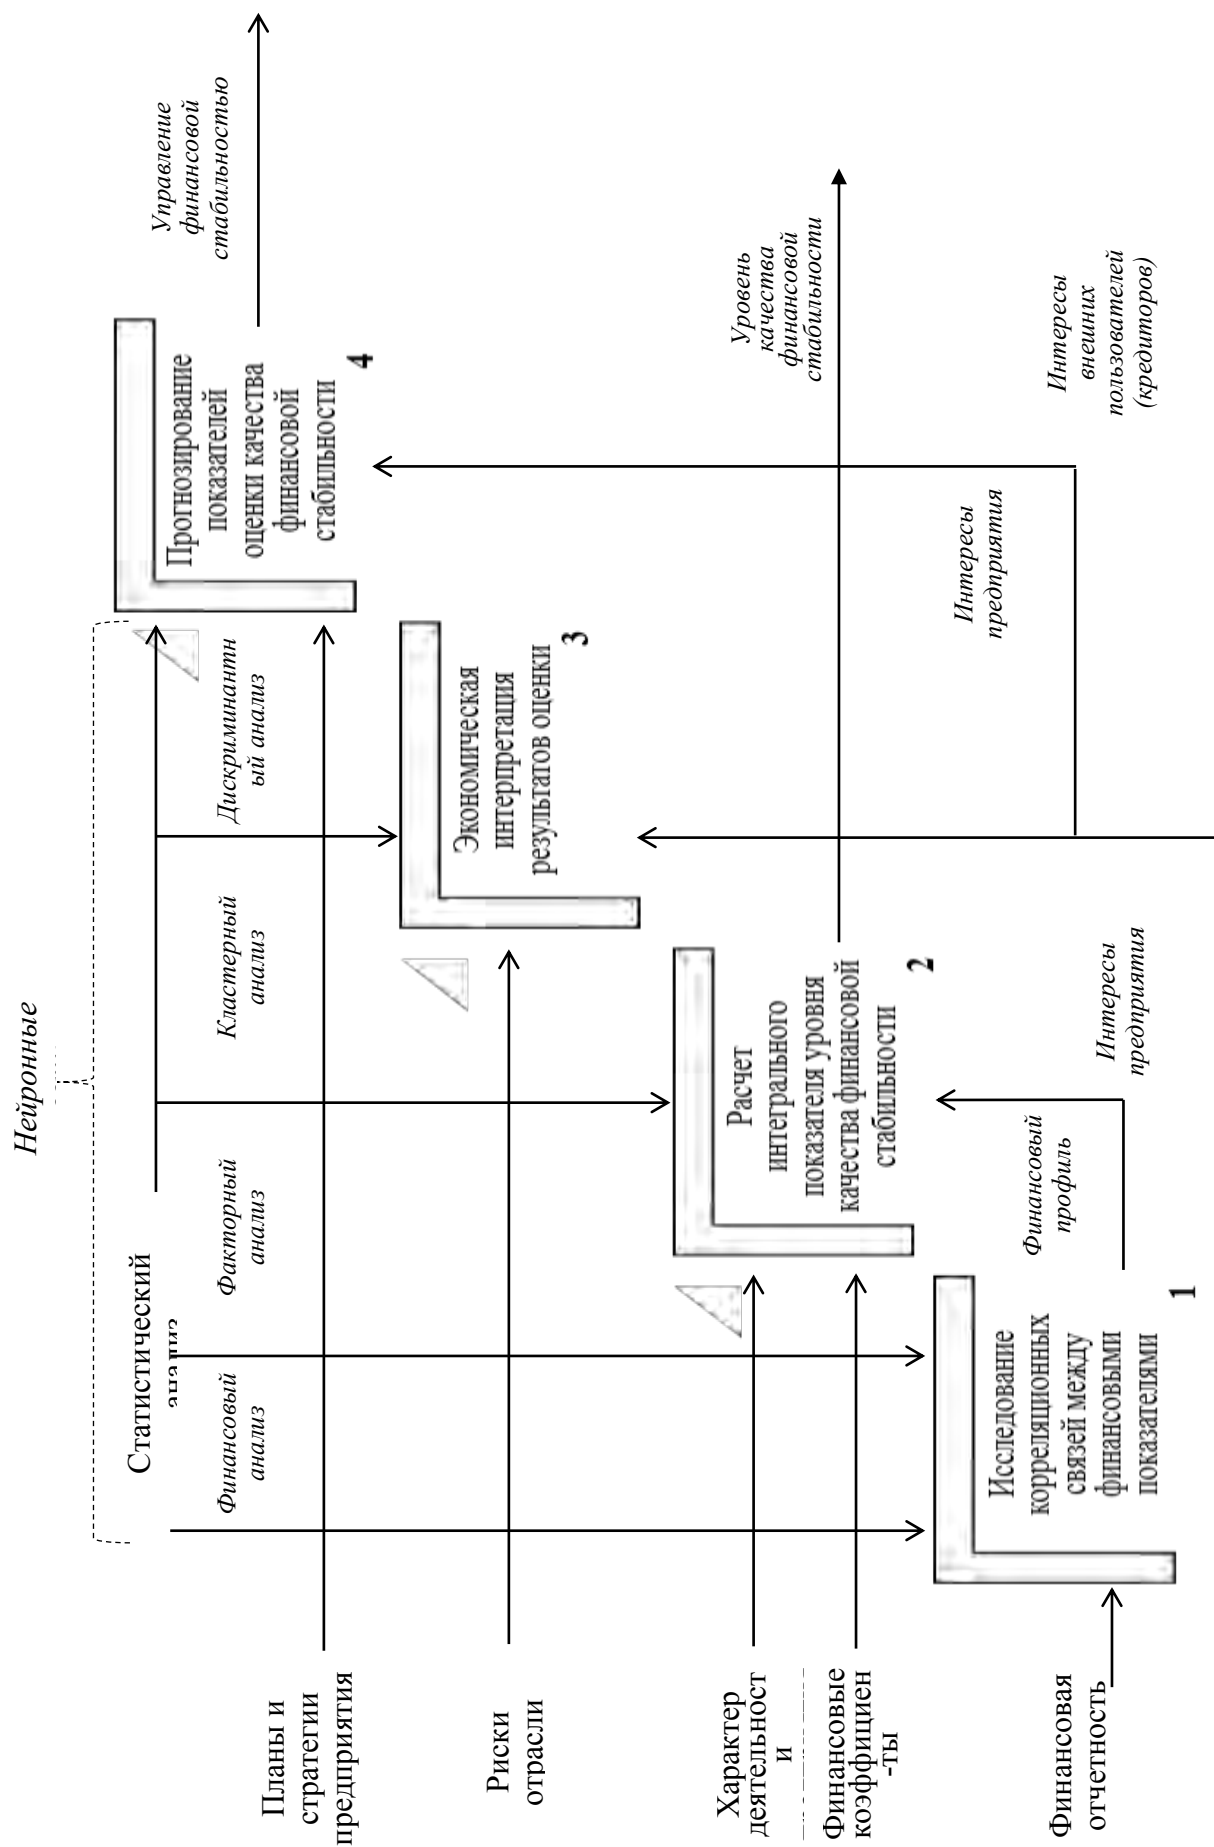 Нейронные
Статистический
анализ
Финансовый
анализ
Факторный
анализ
Кластерный
анализ
Дискриминантн
ый анализ
Управление
финансовой
стабильностью
Прогнозирование
показателей
оценки качества
финансовой
стабильности
4
Планы и
стратегии
предприятия
Экономическая
интерпретация
результатов оценки
3
Риски
отрасли
Уровень
качества
финансовой
стабильности
Расчет
интегрального
показателя уровня
качества финансовой
стабильности
2
Характер
деятельност
и
Финансовые
коэффициен
-ты
Интересы
предприятия
Интересы
внешних
пользователей
(кредиторов)
Финансовый
профиль
Интересы
предприятия
Исследование
корреляционных
связей между
финансовыми
показателями
1
Финансовая
отчетность